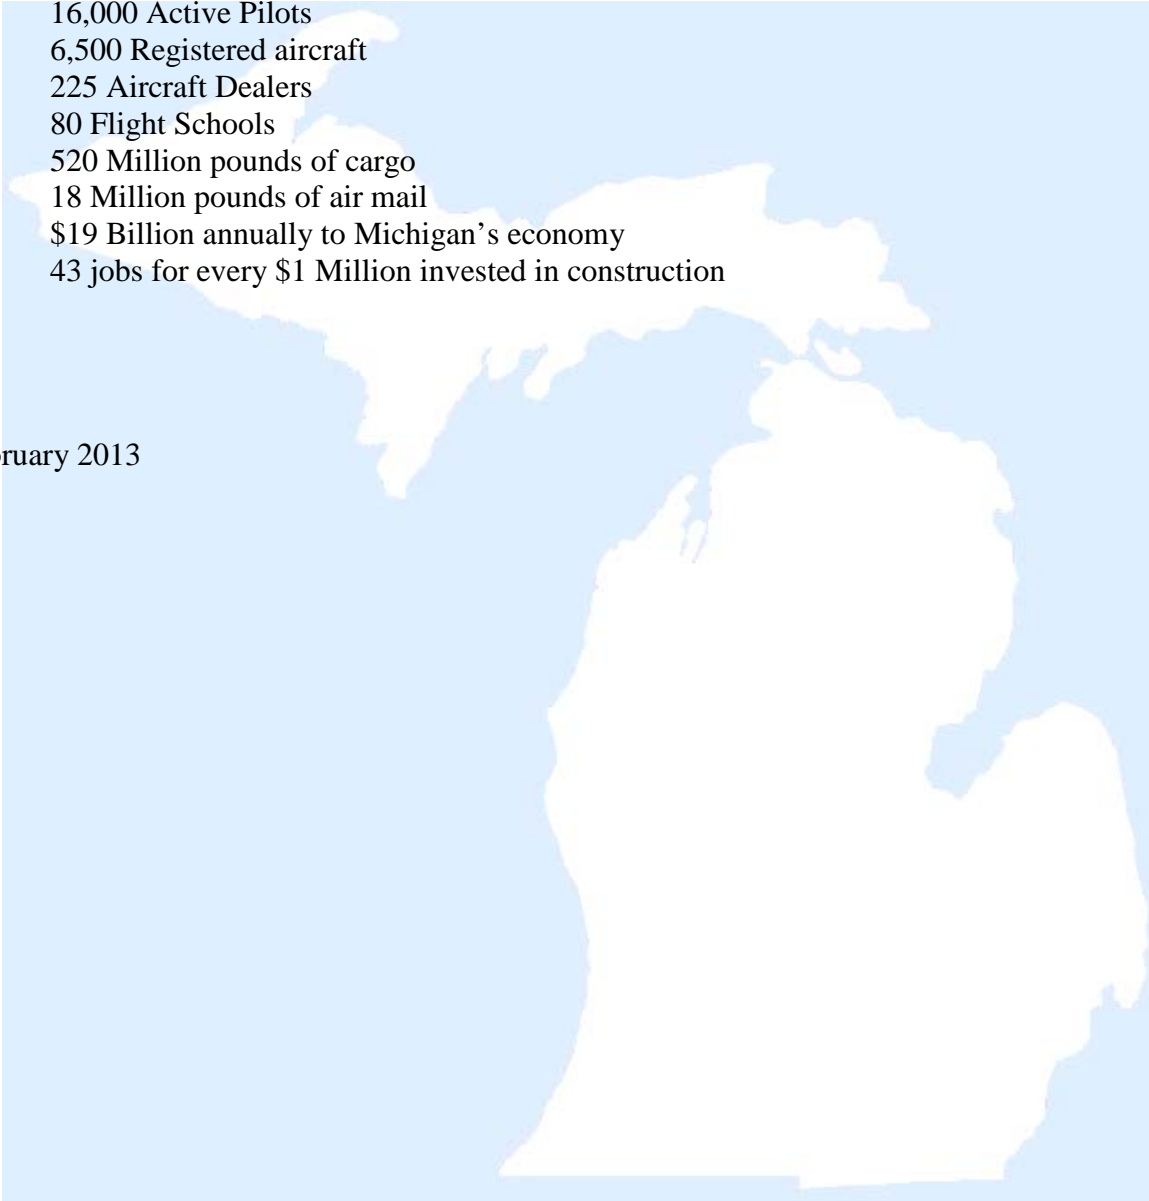 16,000 Active Pilots
6,500 Registered aircraft
225 Aircraft Dealers
80 Flight Schools
520 Million pounds of cargo
18 Million pounds of air mail
$19 Billion annually to Michigan’s economy
43 jobs for every $1 Million invested in construction
2013